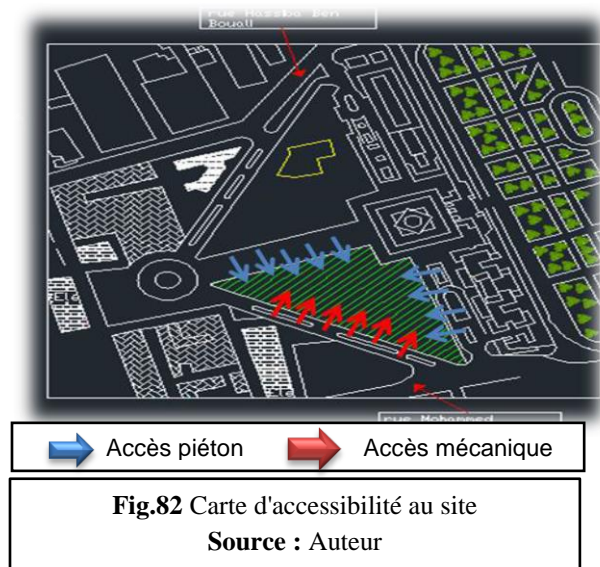 rue Hassiba Ben
Bouali
rue Mohammed
Accès piéton Accès mécanique
Fig.82 Carte d'accessibilité au site
Source : Auteur